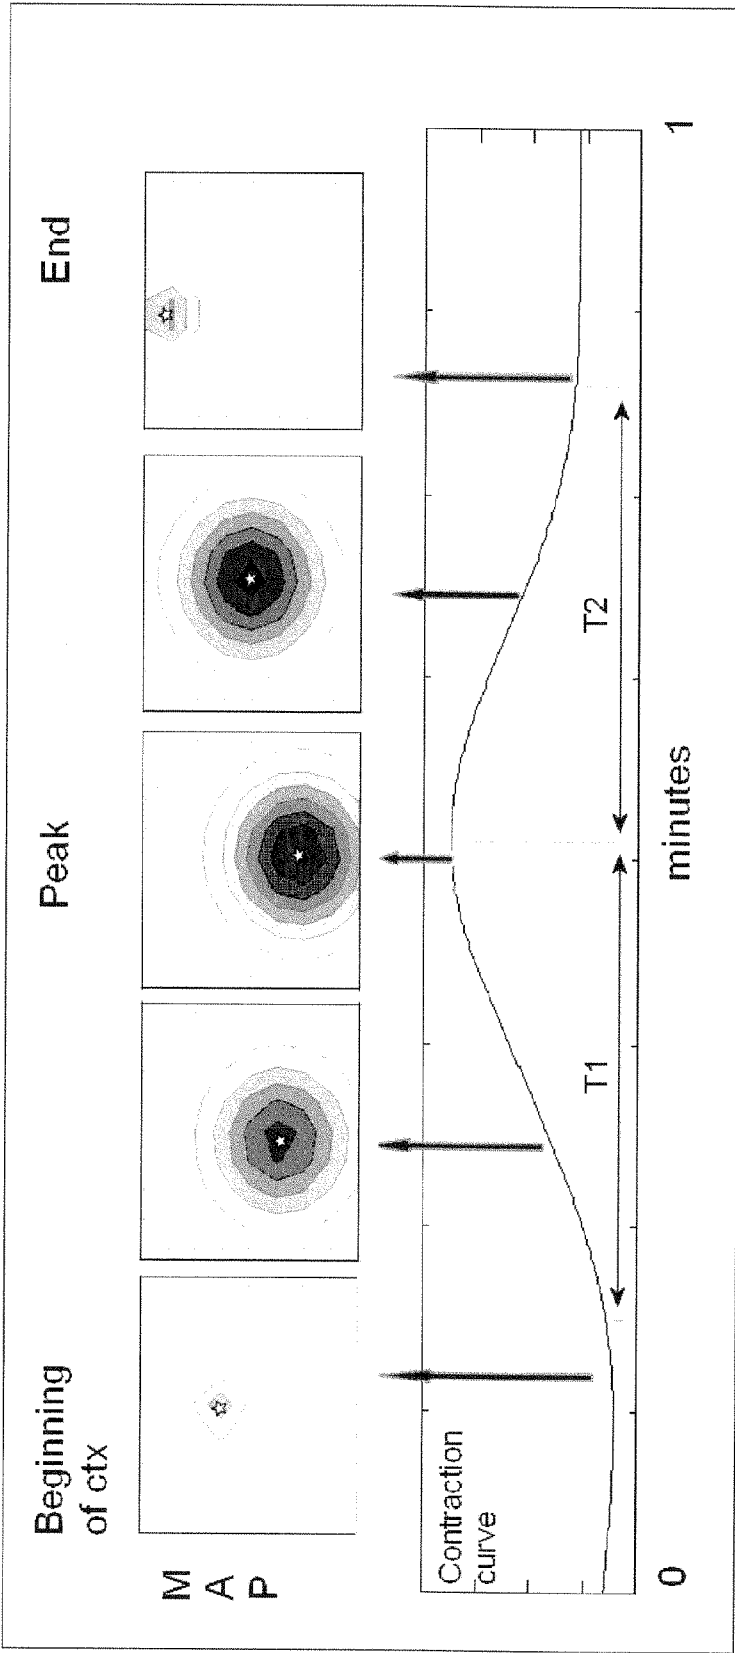 Beginning
of ctx
Peak
End
M
A
P
Contraction
curve
T1
T2
0
minutes
1